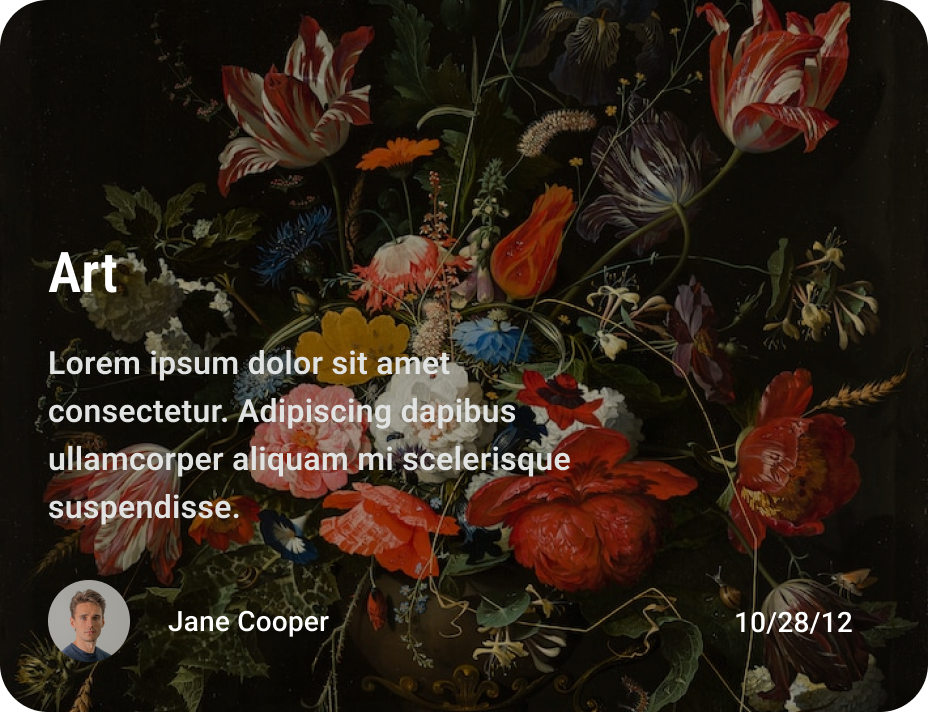 Art
Lorem ipsum dolor sit amet
consectetur. Adipiscing dapibus
ullamcorper aliquam mi scelerisque
suspendisse.
Jane Cooper
10/28/12